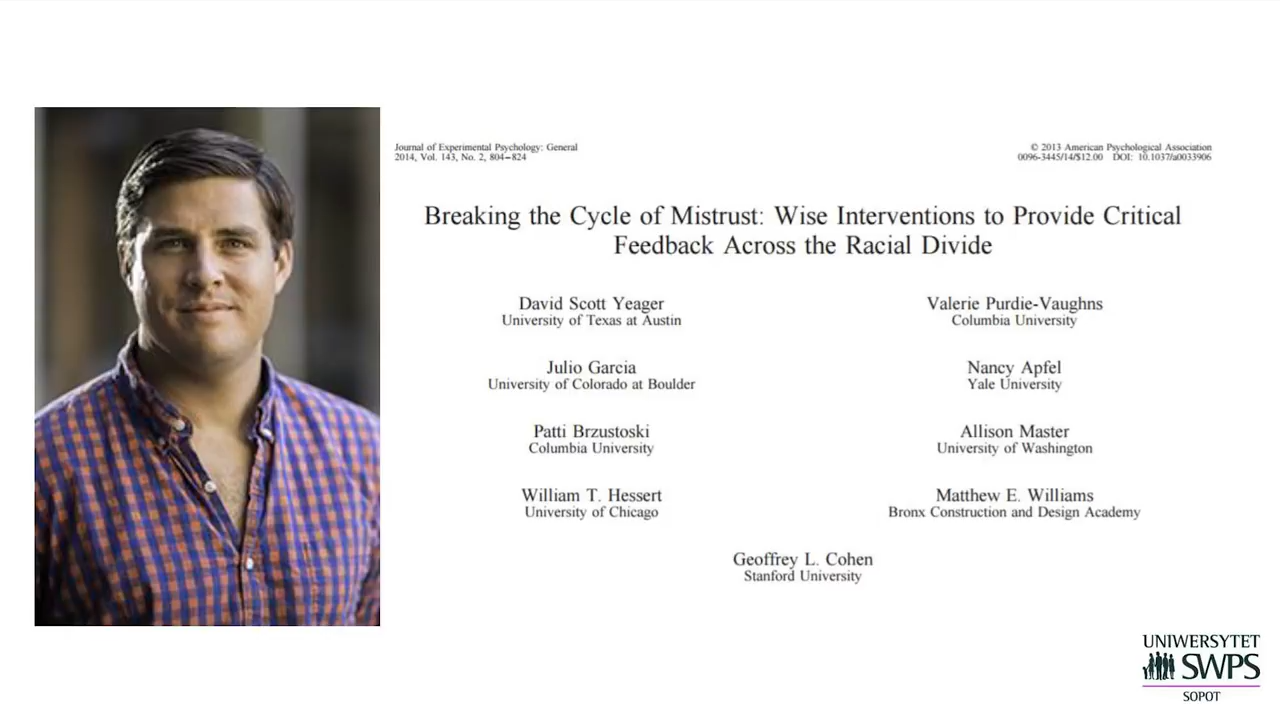 Journal of Experimental Psychology: General
2014, Vol. 143, No. 2, 804–824
© 2013 American Psychological Association
0096-3445/14/$12.00 DOI: 10.1037/a0033906
Breaking the Cycle of Mistrust: Wise Interventions to Provide Critical
Feedback Across the Racial Divide
David Scott Yeager
University of Texas at Austin
Valerie Purdie-Vaughns
Columbia University
Julio Garcia
University of Colorado at Boulder
Nancy Apfel
Yale University
Patti Brzustoski
Columbia University
Allison Master
University of Washington
William T. Hessert
University of Chicago
Matthew E. Williams
Bronx Construction and Design Academy
Geoffrey L. Cohen
Stanford University
UNIWERSYTET
SWPS
SOPOT